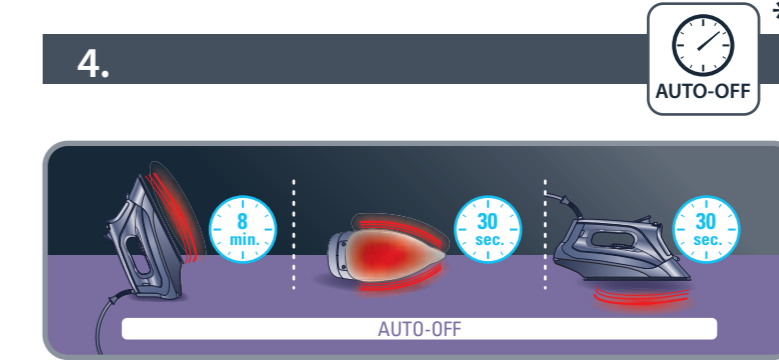 4.
AUTO-OFF
8
min.
30
sec.
30
sec.
AUTO-OFF